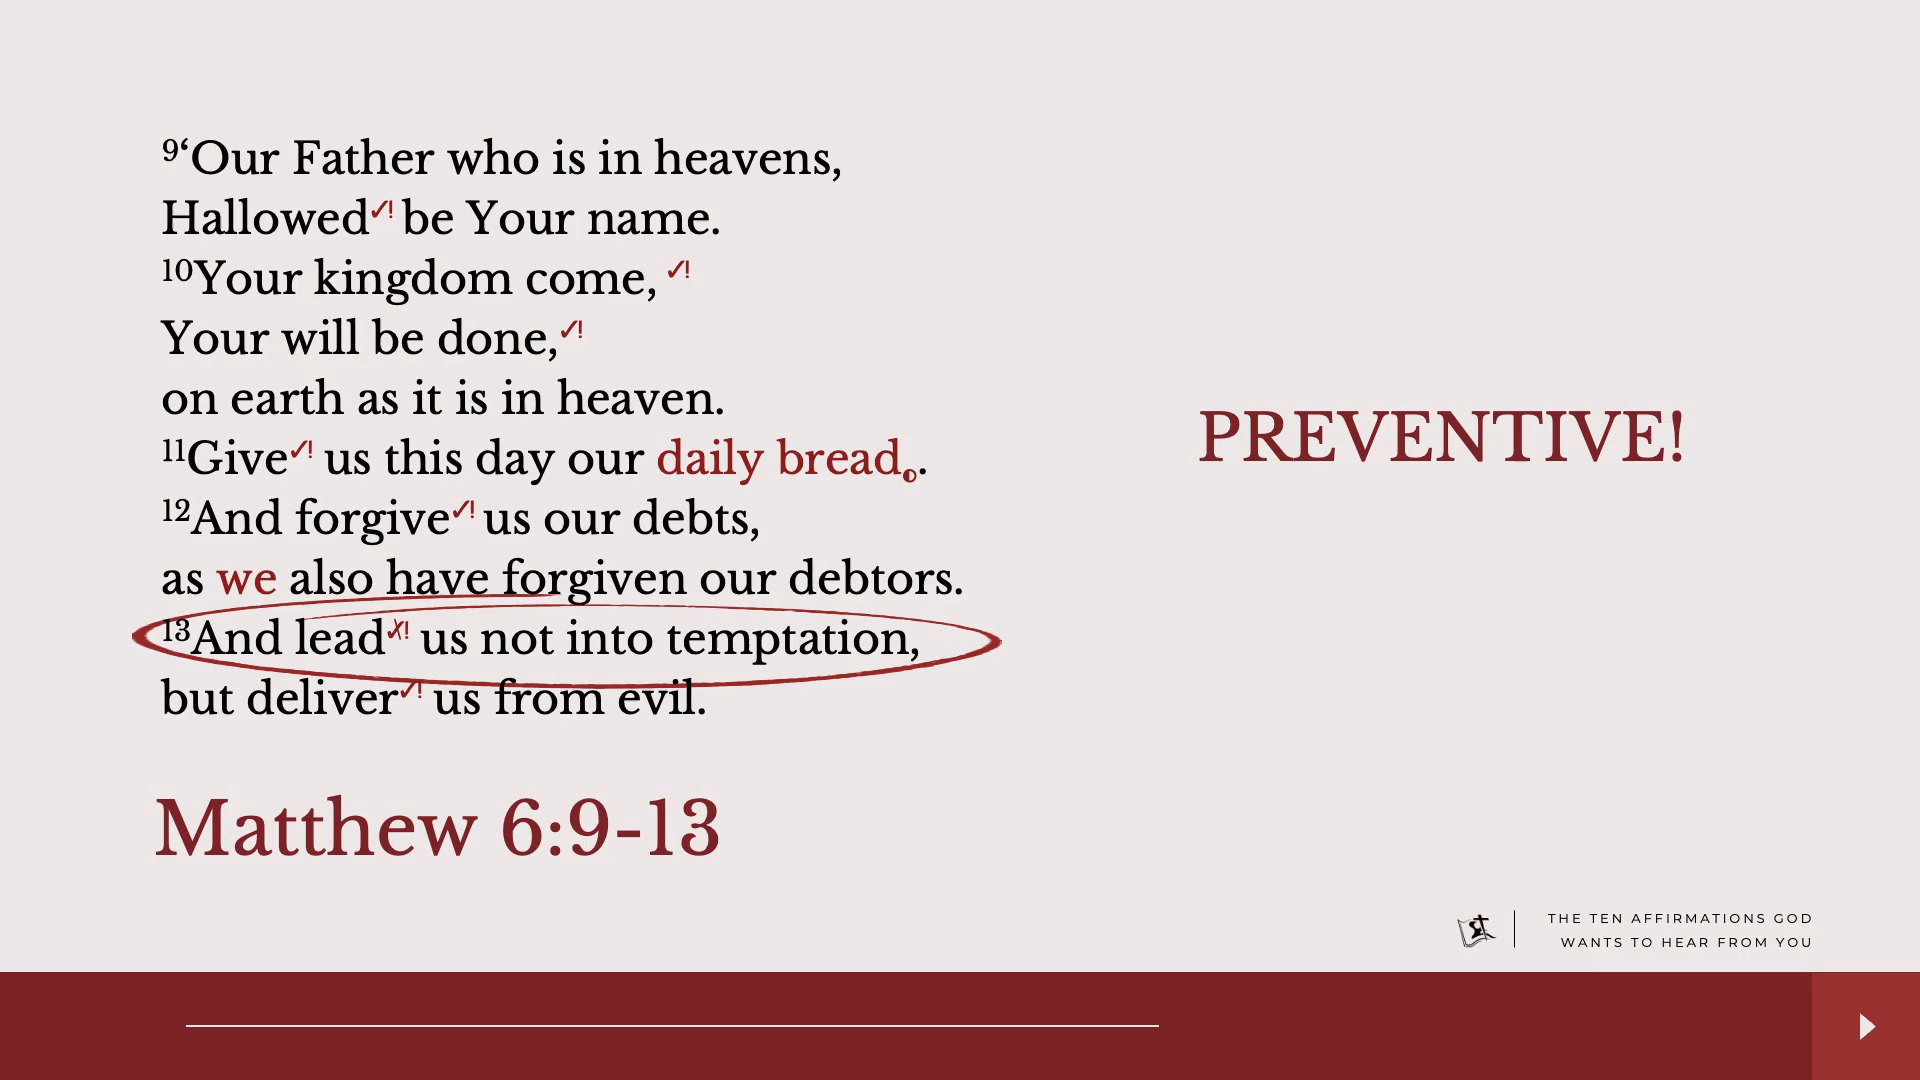 ⁹‘Our Father who is in heavens,
Hallowed✓! be Your name.
¹⁰Your kingdom come, ✓!
Your will be done,✓!
on earth as it is in heaven.
¹¹Give✓! us this day our daily bread◐.
¹²And forgive✓! us our debts,
as we also have forgiven our debtors.
¹³And lead✗! us not into temptation,
but deliver✓! us from evil.
PREVENTIVE!
Matthew 6:9-13
THE TEN AFFIRMATIONS GOD
WANTS TO HEAR FROM YOU